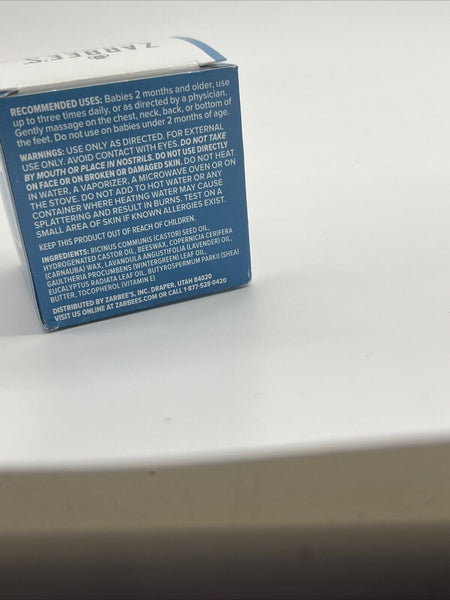 ZARBEE'S
RECOMMENDED USES: Babies 2 months and older, use
up to three times daily, or as directed by a physician.
Gently massage on the chest, neck, back, or bottom of
the feet. Do not use on babies under 2 months of age.
WARNINGS: USE ONLY AS DIRECTED. FOR EXTERNAL
USE ONLY. AVOID CONTACT WITH EYES. DO NOT TAKE
BY MOUTH OR PLACE IN NOSTRILS. DO NOT USE DIRECTLY
ON FACE OR ON BROKEN OR DAMAGED SKIN. DO NOT HEAT
IN WATER, A VAPORIZER, A MICROWAVE OVEN OR ON
THE STOVE. DO NOT ADD TO HOT WATER OR ANY
CONTAINER WHERE HEATING WATER MAY CAUSE
SPLATTERING AND RESULT IN BURNS. TEST ON A
SMALL AREA OF SKIN IF KNOWN ALLERGIES EXIST.
KEEP THIS PRODUCT OUT OF REACH OF CHILDREN.
INGREDIENTS: RICINUS COMMUNIS (CASTOR) SEED OIL,
HYDROGENATED CASTOR OIL, BEESWAX, COPERNICIA CERIFERA
(CARNAUBA) WAX, LAVANDULA ANGUSTIFOLIA (LAVENDER) OIL,
GAULTHERIA PROCUMBENS (WINTERGREEN) LEAF OIL,
EUCALYPTUS RADIATA LEAF OIL, BUTYROSPERMUM PARKII (SHEA)
BUTTER, TOCOPHEROL (VITAMIN E)
DISTRIBUTED BY ZARBEE'S, INC. DRAPER, UTAH 84020
VISIT US ONLINE AT ZARBEES.COM OR CALL 1-877-528-0420